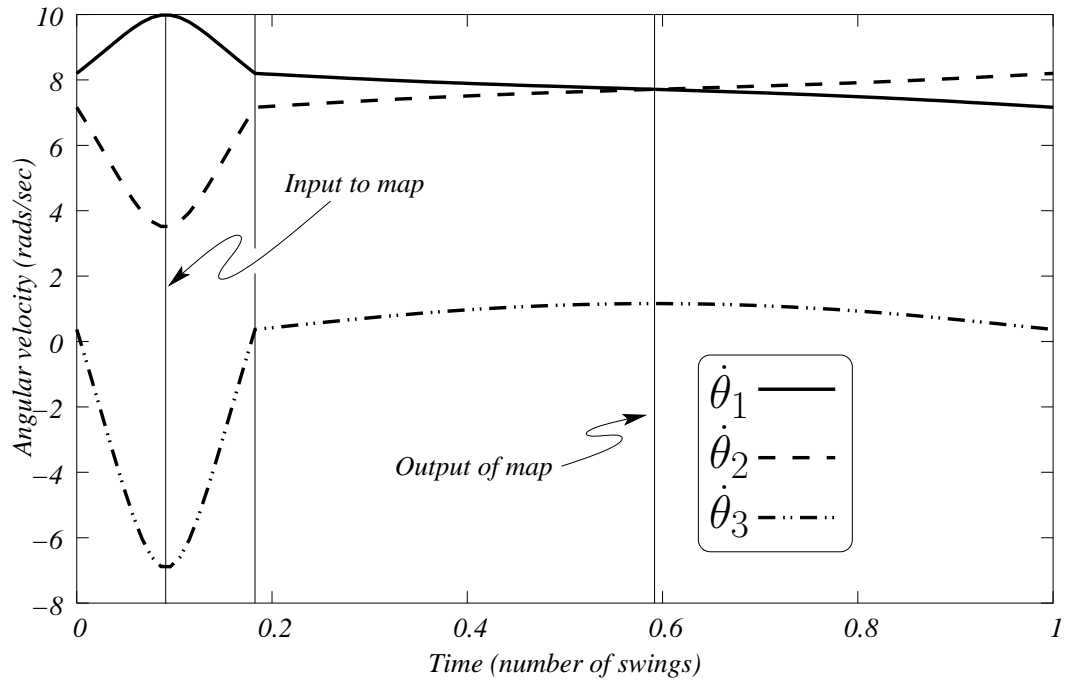 10
8
6
4
2
0
−2
−4
−6
−8
Angular velocity (rads/sec)
Input to map
Output of map
θ̇₁
θ̇₂
θ̇₃
0
0.2
0.4
0.6
0.8
1
Time (number of swings)